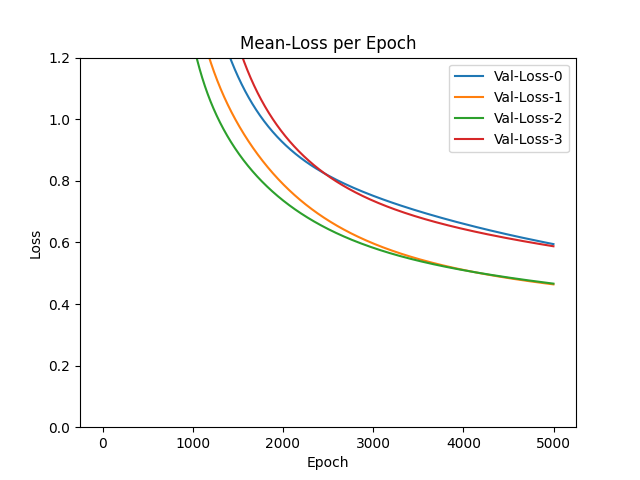 Mean-Loss per Epoch
1.2
1.0
0.8
0.6
0.4
0.2
0.0
Loss
Val-Loss-0
Val-Loss-1
Val-Loss-2
Val-Loss-3
0 1000 2000 3000 4000 5000
Epoch